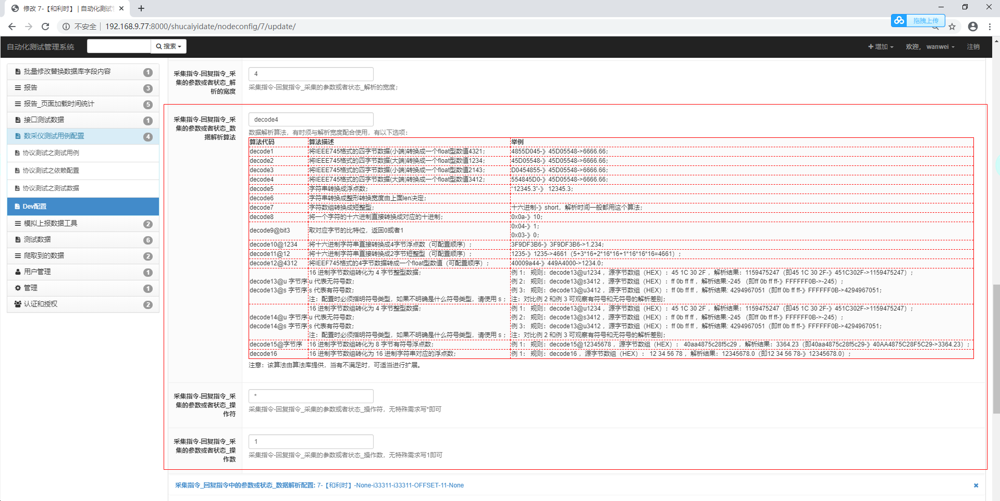 修改 7-【和利时】 | 自动化测试
不安全 192.168.9.77:8000/shucaiyidate/nodeconfig/7/update/
拖拽上传
自动化测试管理系统
搜索
增加
欢迎， wanwei
注销
批量修改替换数据库字段内容 1
报告 3
报告_页面加载时间统计 5
接口测试数据 1
数采仪测试用例配置 4
协议测试之测试用例
协议测试之依赖配置
协议测试之测试数据
Dev配置
模拟上报数据工具 2
测试数据 6
爬取到的数据 2
用户管理 1
管理 1
认证和授权 2
采集指令-回复指令_采
集的参数或者状态_解
析的宽度
4
采集指令-回复指令_采集的参数或者状态_解析的宽度；
采集指令-回复指令_采
集的参数或者状态_数
据解析算法
decode4
数据解析算法，有时须与解析宽度配合使用，有以下选项：
算法代码 算法描述 举例
decode1 将IEEE745格式的四字节数据(小端)转换成一个float型数值4321； 4855D045-》45D05548->6666.66；
decode2 将IEEE745格式的四字节数据(大端)转换成一个float型数值1234； 45D05548-》45D05548->6666.66；
decode3 将IEEE745格式的四字节数据(小端)转换成一个float型数值2143； D0454855-》45D05548->6666.66；
decode4 将IEEE745格式的四字节数据(大端)转换成一个float型数值3412； 554845D0-》45D05548->6666.66；
decode5 字符串转换成浮点数； “12345.3”-》 12345.3；
decode6 字符串转换成整形转换宽度由上面len决定；
decode7 字符数组转换成短整型； 十六进制-》short，解析时间一般都用这个算法；
decode8 将一个字符的十六进制直接转换成对应的十进制； 0x0a-》10；
decode9@bit3 取对应字节的比特位，返回0或者1 0x04-》1；
0x03-》0；
decode10@1234 将十六进制字符串直接转换成4字节浮点数（可配置顺序）； 3F9DF3B6-》3F9DF3B6->1.234；
decode11@12 将十六进制字符串直接转换成2字节短整型（可配置顺序）； 1235-》1235->4661（5+3*16+2*16*16+1*16*16*16=4661）；
decode12@4312 将IEEF745格式的4字节数据转成一个float型数值（可配置顺序）； 40009a44-》449A4000->1234.0；
decode13@u 字节序
decode13@s 字节序
16 进制字节数组转化为 4 字节整型数据；
u 代表无符号数；
s 代表有符号数；
注：配置时必须指明符号类型，如果不明确是什么符号类型，请使用 s ；
例 1： 规则：decode13@u1234 ，源字节数组（HEX）：45 1C 30 2F ，解析结果：1159475247（即45 1C 30 2F-》451C302F->1159475247）；
例 2： 规则：decode13@s3412 ，源字节数组（HEX）：ff 0b ff ff ，解析结果:-245 （即ff 0b ff ff-》FFFFFF0B->-245）；
例 3： 规则：decode13@u3412 ，源字节数组（HEX）：ff 0b ff ff ，解析结果: 4294967051（即ff 0b ff ff-》FFFFFF0B->4294967051；
注：对比例 2 和例 3 可观察有符号和无符号的解析差别；
decode14@u 字节序
decode14@s 字节序
16 进制字节数组转化为 4 字节整型数据；
u 代表无符号数；
s 代表有符号数；
注：配置时必须指明符号类型，如果不明确是什么符号类型，请使用 s ；
例 1： 规则：decode13@u1234 ，源字节数组（HEX）：45 1C 30 2F ，解析结果：1159475247（即45 1C 30 2F-》451C302F->1159475247）；
例 2： 规则：decode13@s3412 ，源字节数组（HEX）：ff 0b ff ff ，解析结果:-245 （即ff 0b ff ff-》FFFFFF0B->-245）；
例 3： 规则：decode13@u3412 ，源字节数组（HEX）：ff 0b ff ff ，解析结果: 4294967051（即ff 0b ff ff-》FFFFFF0B->4294967051；
注：对比例 2 和例 3 可观察有符号和无符号的解析差别；
decode15@字节序 16 进制字节数组转化为 8 字节有符号浮点数； 例 1： 规则：decode15@12345678 ，源字节数组（HEX）： 40aa4875c28f5c29 ，解析结果：3364.23（即40aa4875c28f5c29-》40AA4875C28F5C29->3364.23）；
decode16 16 进制字节数组转化为 16 进制字符串对应的浮点数； 例 1： 规则：decode16 ，源字节数组（HEX）： 12 34 56 78 ，解析结果：12345678.0（即12 34 56 78-》12345678.0）；
注意：该算法由算法库提供，当有不满足时，可适当进行扩展。
采集指令-回复指令_采
集的参数或者状态_操
作符
*
采集指令-回复指令_采集的参数或者状态_操作符，无特殊需求写*即可
采集指令-回复指令_采
集的参数或者状态_操
作数
1
采集指令-回复指令_采集的参数或者状态_操作数，无特殊需求写1即可
采集指令_回复指令中的参数或状态_数据解析配置: 7-【和利时】-None-i33311-i33311-OFFSET-11-None